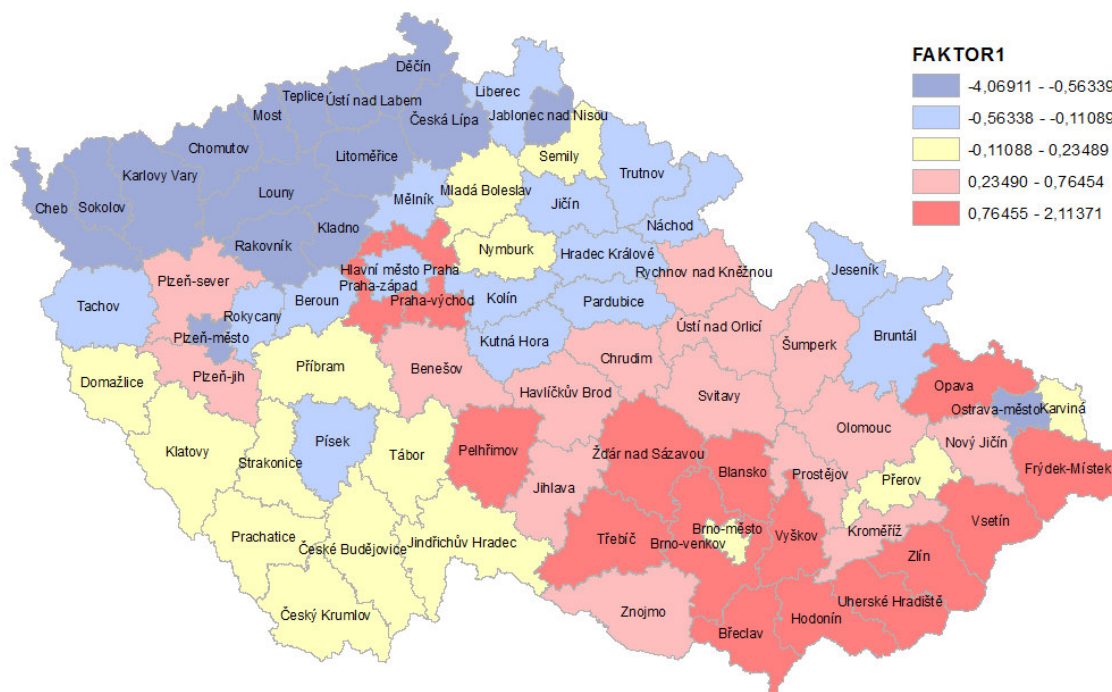 FAKTOR1
-4,06911 - -0,56339
-0,56338 - -0,11089
-0,11088 - 0,23489
0,23490 - 0,76454
0,76455 - 2,11371
Děčín
Teplice
Ústí nad Labem
Liberec
Most
Česká Lípa
Jablonec nad Nisou
Chomutov
Litoměřice
Semily
Karlovy Vary
Trutnov
Cheb
Sokolov
Louny
Mělník
Mladá Boleslav
Jičín
Kladno
Náchod
Rakovník
Nymburk
Hradec Králové
Plzeň-sever
Hlavní město Praha
Rychnov nad Kněžnou
Jeseník
Praha-západ
Tachov
Beroun
Praha-východ
Kolín
Pardubice
Rokycany
Plzeň-město
Ústí nad Orlicí
Bruntál
Kutná Hora
Šumperk
Příbram
Chrudim
Benešov
Plzeň-jih
Domažlice
Opava
Havlíčkův Brod
Svitavy
Ostrava-město
Karviná
Olomouc
Klatovy
Písek
Tábor
Pelhřimov
Žďár nad Sázavou
Nový Jičín
Strakonice
Blansko
Prostějov
Frýdek-Místek
Přerov
Jihlava
Vsetín
Prachatice
Brno-město
Vyškov
Kroměříž
České Budějovice
Jindřichův Hradec
Třebíč
Brno-venkov
Zlín
Uherské Hradiště
Český Krumlov
Znojmo
Hodonín
Břeclav